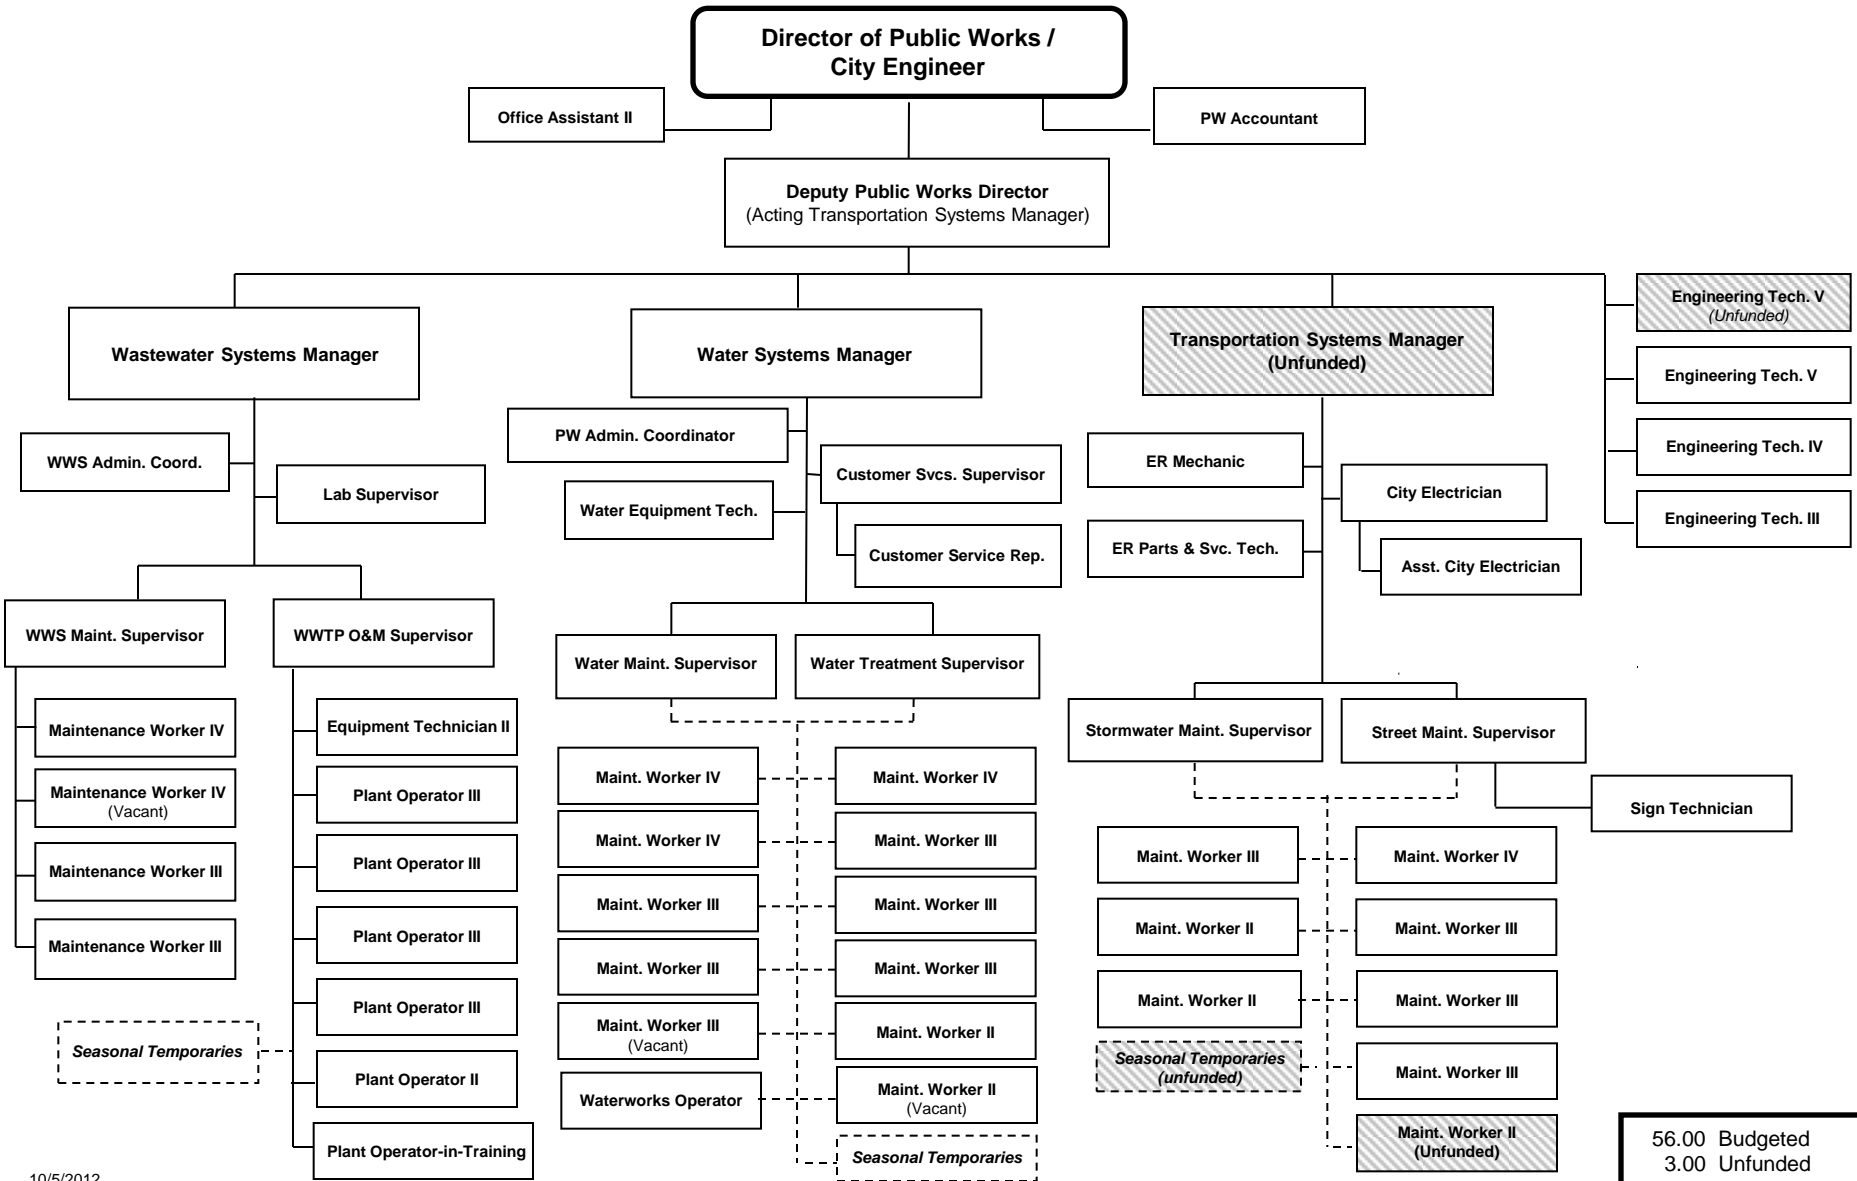 Director of Public Works /
City Engineer
Office Assistant II
PW Accountant
Deputy Public Works Director
(Acting Transportation Systems Manager)
Wastewater Systems Manager
Water Systems Manager
Transportation Systems Manager
(Unfunded)
Engineering Tech. V
(Unfunded)
Engineering Tech. V
Engineering Tech. IV
Engineering Tech. III
WWS Admin. Coord.
Lab Supervisor
WWS Maint. Supervisor
WWTP O&M Supervisor
Maintenance Worker IV
Maintenance Worker IV
(Vacant)
Maintenance Worker III
Maintenance Worker III
Equipment Technician II
Plant Operator III
Plant Operator III
Plant Operator III
Plant Operator III
Plant Operator II
Plant Operator-in-Training
Seasonal Temporaries
PW Admin. Coordinator
Customer Svcs. Supervisor
Water Equipment Tech.
Customer Service Rep.
Water Maint. Supervisor
Water Treatment Supervisor
Maint. Worker IV
Maint. Worker IV
Maint. Worker IV
Maint. Worker III
Maint. Worker III
Maint. Worker III
Maint. Worker III
Maint. Worker III
Maint. Worker III
(Vacant)
Maint. Worker II
Waterworks Operator
Maint. Worker II
(Vacant)
Seasonal Temporaries
ER Mechanic
City Electrician
ER Parts & Svc. Tech.
Asst. City Electrician
Stormwater Maint. Supervisor
Street Maint. Supervisor
Sign Technician
Maint. Worker III
Maint. Worker IV
Maint. Worker II
Maint. Worker III
Maint. Worker II
Maint. Worker III
Seasonal Temporaries
(unfunded)
Maint. Worker III
Maint. Worker II
(Unfunded)
56.00 Budgeted
3.00 Unfunded
10/5/2012